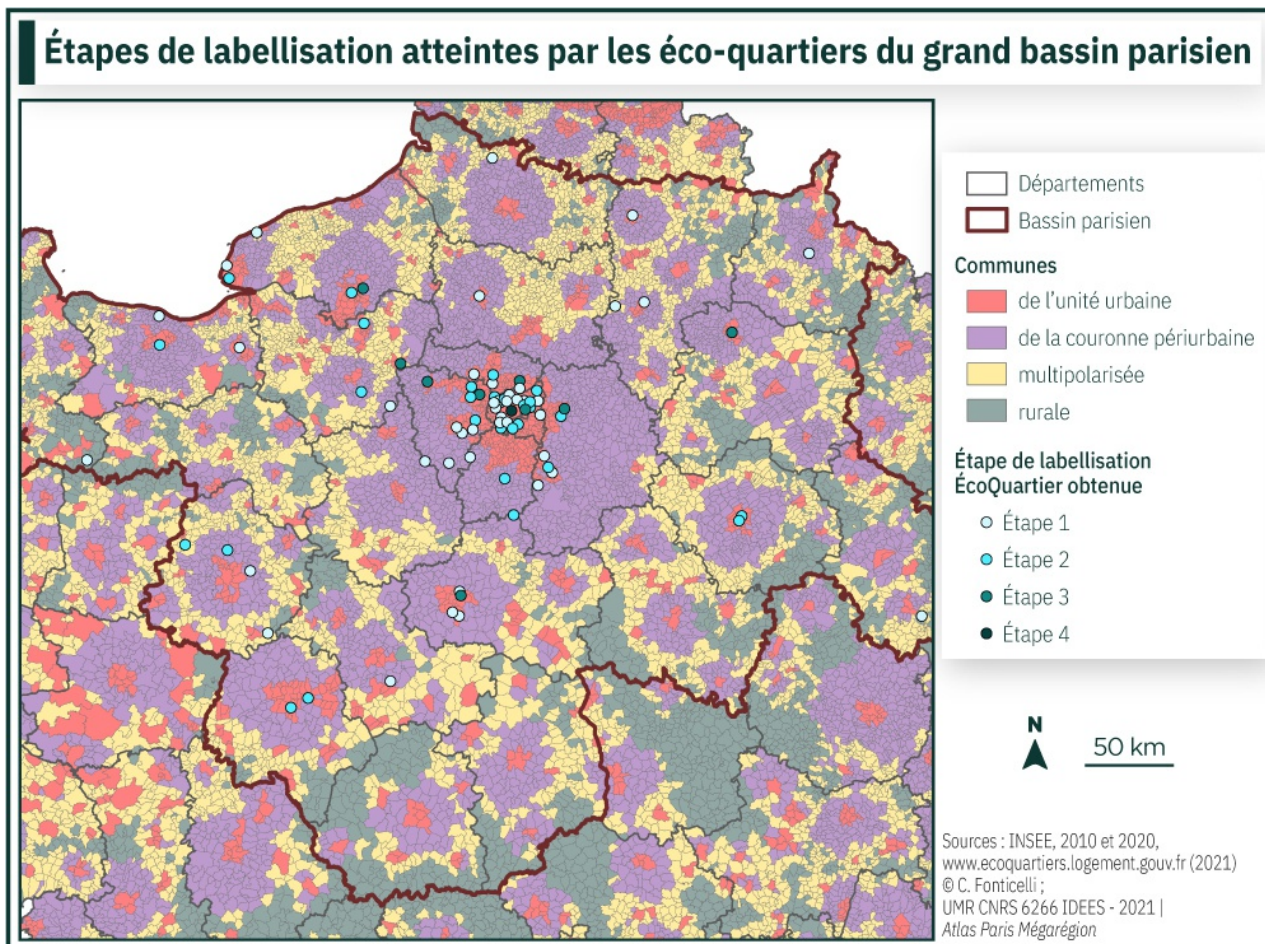 Étapes de labellisation atteintes par les éco-quartiers du grand bassin parisien
Départements
Bassin parisien
Communes
de l'unité urbaine
de la couronne périurbaine
multipolarisée
rurale
Étape de labellisation
ÉcoQuartier obtenue
Étape 1
Étape 2
Étape 3
Étape 4
N
50 km
Sources : INSEE, 2010 et 2020,
www.ecoquartiers.logement.gouv.fr (2021)
© C. Fonticelli ;
UMR CNRS 6266 IDEES - 2021 |
Atlas Paris Mégarégion